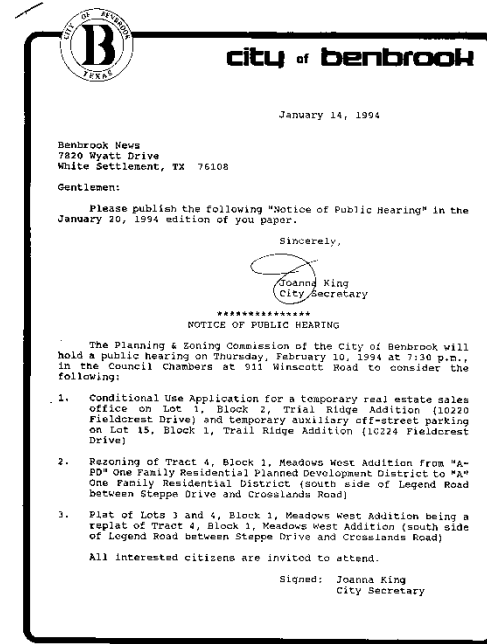 CITY OF BENBROOK
B
TEXAS
city of benbrook
January 14, 1994
Benbrook News
7820 Wyatt Drive
White Settlement, TX 76108
Gentlemen:
Please publish the following "Notice of Public Hearing" in the
January 20, 1994 edition of you paper.
Sincerely,
Joanna King
City Secretary
***************
NOTICE OF PUBLIC HEARING
The Planning & Zoning Commission of the City of Benbrook will
hold a public hearing on Thursday, February 10, 1994 at 7:30 p.m.,
in the Council Chambers at 911 Winscott Road to consider the
following:
1. Conditional Use Application for a temporary real estate sales
office on Lot 1, Block 2, Trial Ridge Addition (10220
Fieldcrest Drive) and temporary auxiliary off-street parking
on Lot 15, Block 1, Trail Ridge Addition (10224 Fieldcrest
Drive)
2. Rezoning of Tract 4, Block 1, Meadows West Addition from "A-
PD" One Family Residential Planned Development District to "A"
One Family Residential District (south side of Legend Road
between Steppe Drive and Crosslands Road)
3. Plat of Lots 3 and 4, Block 1, Meadows West Addition being a
replat of Tract 4, Block 1, Meadows West Addition (south side
of Legend Road between Steppe Drive and Crosslands Road)
All interested citizens are invited to attend.
Signed: Joanna King
City Secretary